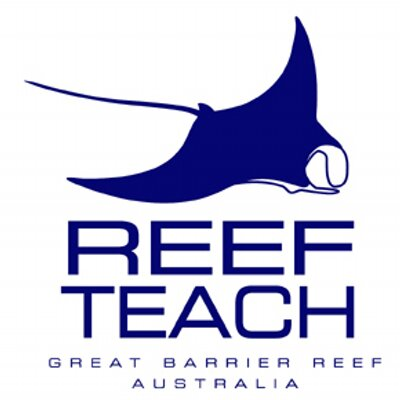 REEF
TEACH
GREAT BARRIER REEF
AUSTRALIA